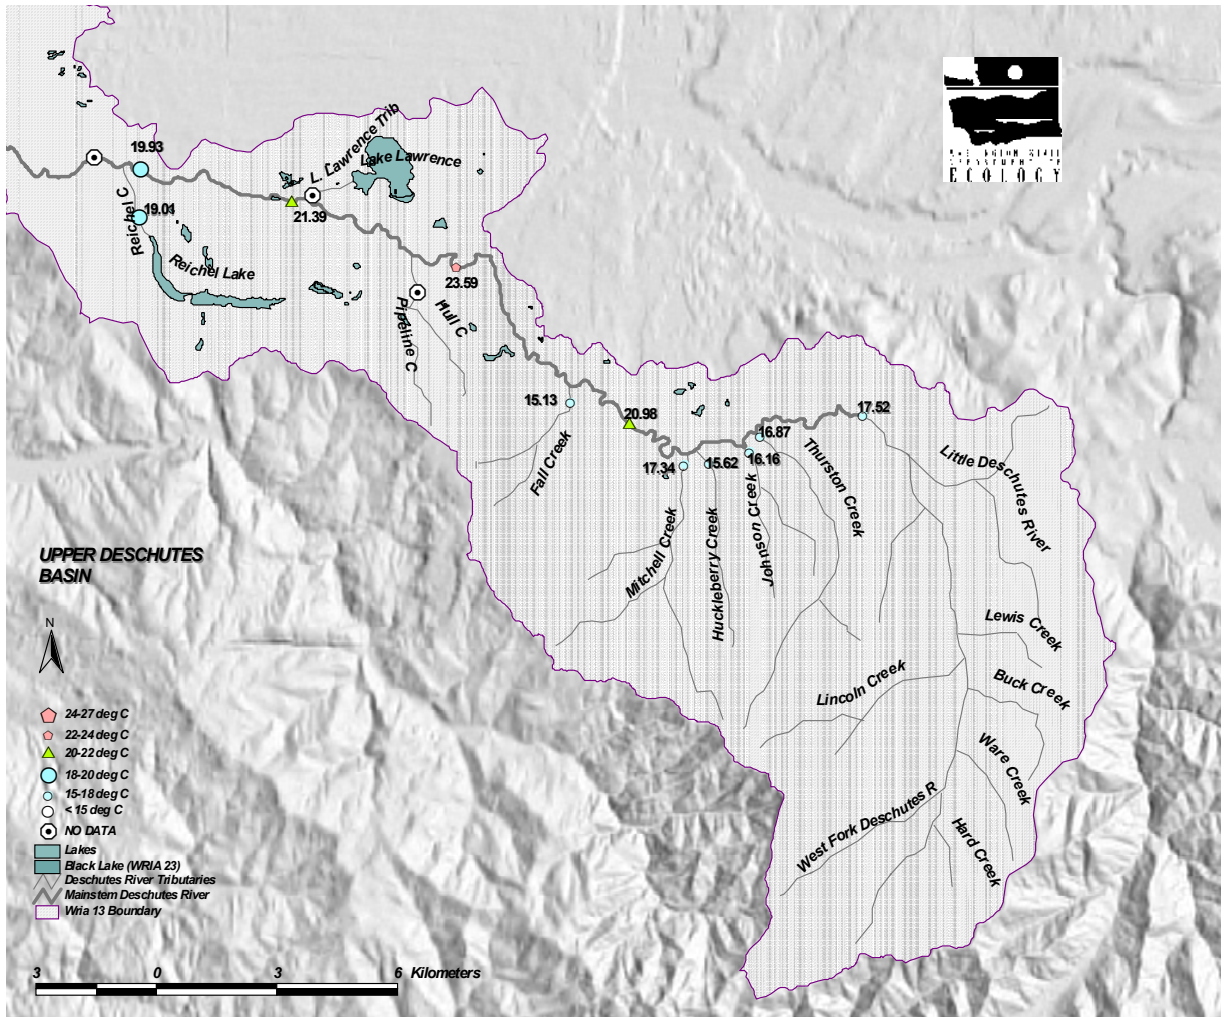 L. Lawrence Trib
Lake Lawrence
19.93
Reichel C
19.01
21.39
Reichel Lake
23.59
Pipeline C
Hull C
ECOLOGY
15.13
20.98
17.52
16.87
16.16
15.62
17.34
Fall Creek
Mitchell Creek
Huckleberry Creek
Johnson Creek
Thurston Creek
Little Deschutes River
Lewis Creek
Buck Creek
Lincoln Creek
Ware Creek
West Fork Deschutes R
Hard Creek
UPPER DESCHUTES
BASIN
N
24-27 deg C
22-24 deg C
20-22 deg C
18-20 deg C
15-18 deg C
< 15 deg C
NO DATA
Lakes
Black Lake (WRIA 23)
Deschutes River Tributaries
Mainstem Deschutes River
Wria 13 Boundary
3 0 3 6 Kilometers